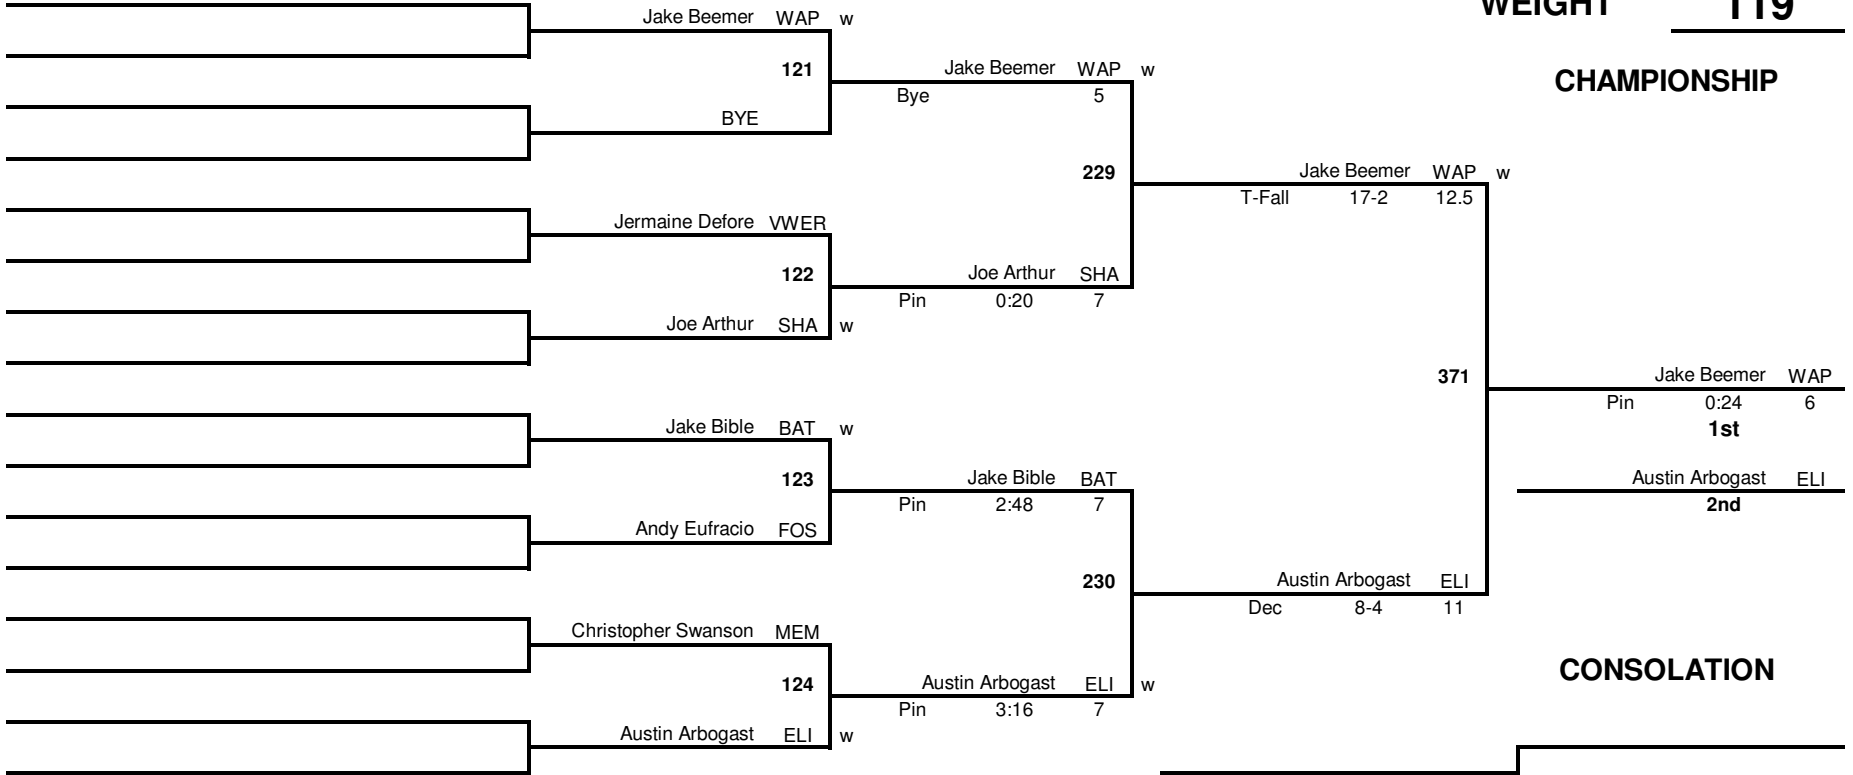 WEIGHT 119
Jake Beemer WAP w
121
Jake Beemer WAP w
CHAMPIONSHIP
Bye 5
BYE
229
Jake Beemer WAP w
T-Fall 17-2 12.5
Jermaine Defore VWER
122
Joe Arthur SHA
Pin 0:20 7
Joe Arthur SHA w
371
Jake Beemer WAP
Pin 0:24 6
1st
Jake Bible BAT w
123
Jake Bible BAT
Pin 2:48 7
Austin Arbogast ELI
2nd
Andy Eufracio FOS
230
Austin Arbogast ELI
Dec 8-4 11
Christopher Swanson MEM
124
Austin Arbogast ELI w
Pin 3:16 7
CONSOLATION
Austin Arbogast ELI w